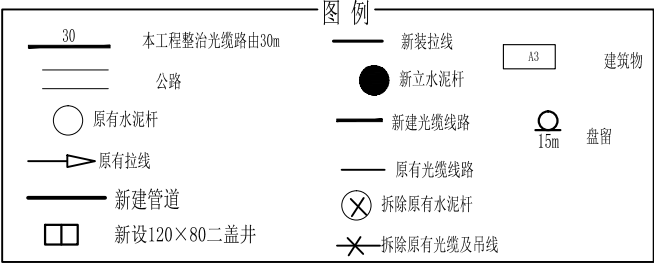 图 例
30
本工程整治光缆路由30m
公路
原有水泥杆
原有拉线
新建管道
新设120×80二盖井
新装拉线
新立水泥杆
新建光缆线路
原有光缆线路
拆除原有水泥杆
拆除原有光缆及吊线
A3
建筑物
15m
盘留